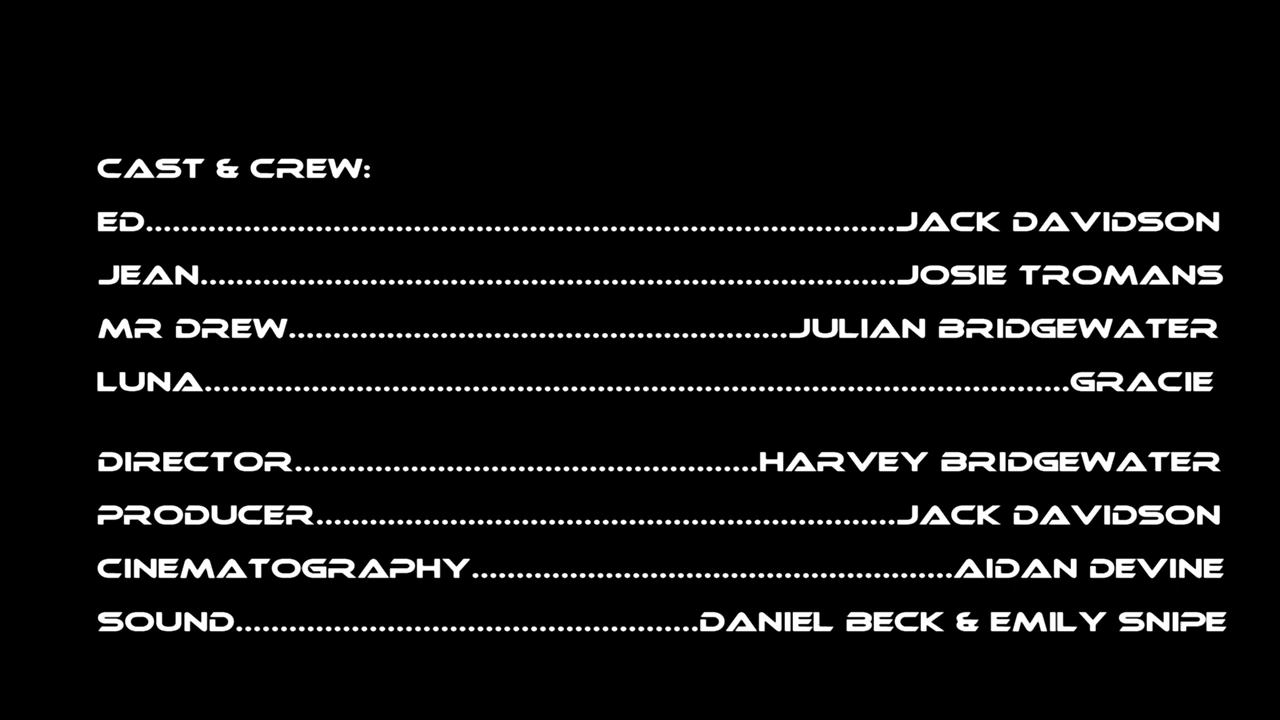 CAST & CREW:
ED....................................................................................JACK DAVIDSON
JEAN..............................................................................JOSIE TROMANS
MR DREW........................................................JULIAN BRIDGEWATER
LUNA.................................................................................................GRACIE
DIRECTOR....................................................HARVEY BRIDGEWATER
PRODUCER.................................................................JACK DAVIDSON
CINEMATOGRAPHY......................................................AIDAN DEVINE
SOUND....................................................DANIEL BECK & EMILY SNIPE